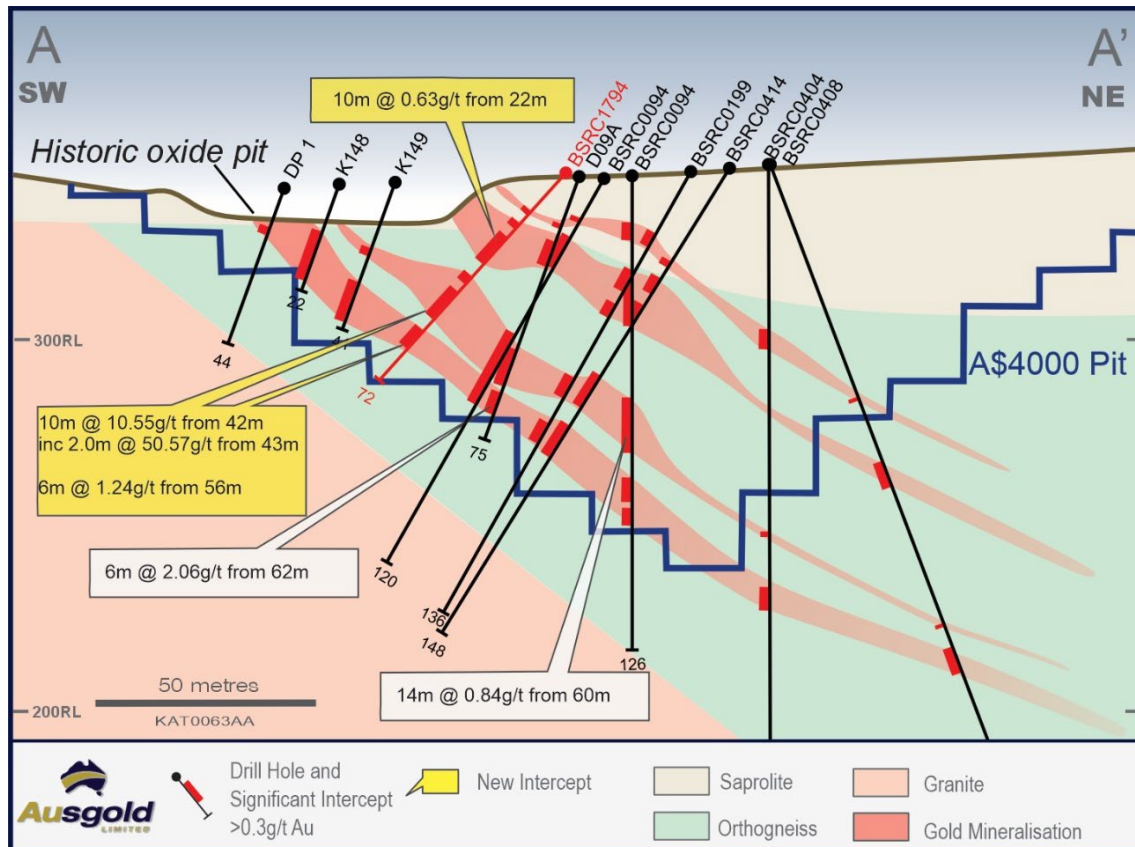 A
SW
A'
NE
10m @ 0.63g/t from 22m
Historic oxide pit
DP 1
K148
K149
BSRC1794
D09A
BSRC0094
BSRC0094
BSRC0199
BSRC0414
BSRC0404
BSRC0408
300RL
22
44
72
A$4000 Pit
10m @ 10.55g/t from 42m
inc 2.0m @ 50.57g/t from 43m
6m @ 1.24g/t from 56m
75
6m @ 2.06g/t from 62m
120
136
148
126
14m @ 0.84g/t from 60m
50 metres
KAT0063AA
200RL
Ausgold
LIMITED
Drill Hole and
Significant Intercept
>0.3g/t Au
New Intercept
Saprolite
Orthogneiss
Granite
Gold Mineralisation